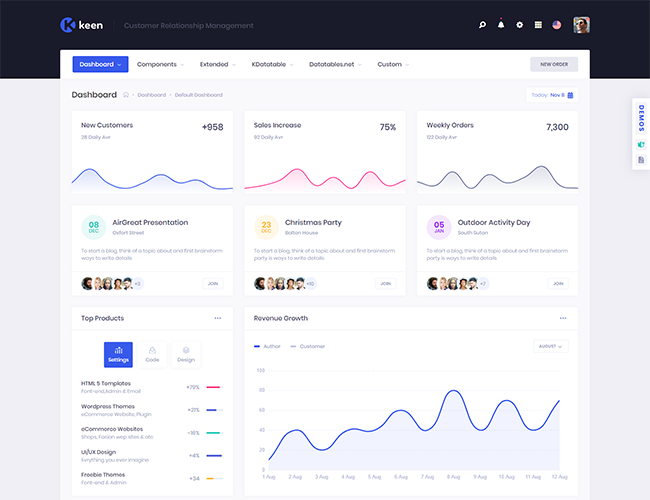 keen Customer Relationship Management
Dashboard Components Extended KDatatable Datatables.net Custom NEW ORDER
Dashboard Dashboard Default Dashboard Today: Nov 8
DEMOS
New Customers +958
28 Daily Avr
Sales Increase 75%
92 Daily Avr
Weekly Orders 7,300
122 Daily Avr
08 DEC AirGreat Presentation
Oxfort Street
To start a blog, think of a topic about and first brainstorm
ways to write details
+3 JOIN
23 DEC Christmas Party
Balton House
To start a blog, think of a topic about and first brainstorm
party is ways to write details
+10 JOIN
05 JAN Outdoor Activity Day
South Suton
To start a blog, think of a topic about and first brainstorm
party is ways to write details
+7 JOIN
Top Products
Settings Code Design
HTML 5 Templates
Font-end,Admin & Email
Wordpress Themes +21%
eCommerce Website, Plugin
eCommerce Websites
Shops, Fasion wep sites & etc
UI/UX Design +4%
Evrything you ever imagine
Freebie Themes +34
Font-end & Admin
Revenue Growth
Author Customer AUGUST
100
80
60
40
20
0
1 Aug 2 Aug 3 Aug 4 Aug 5 Aug 6 Aug 7 Aug 8 Aug 9 Aug 10 Aug 11 Aug 12 Aug